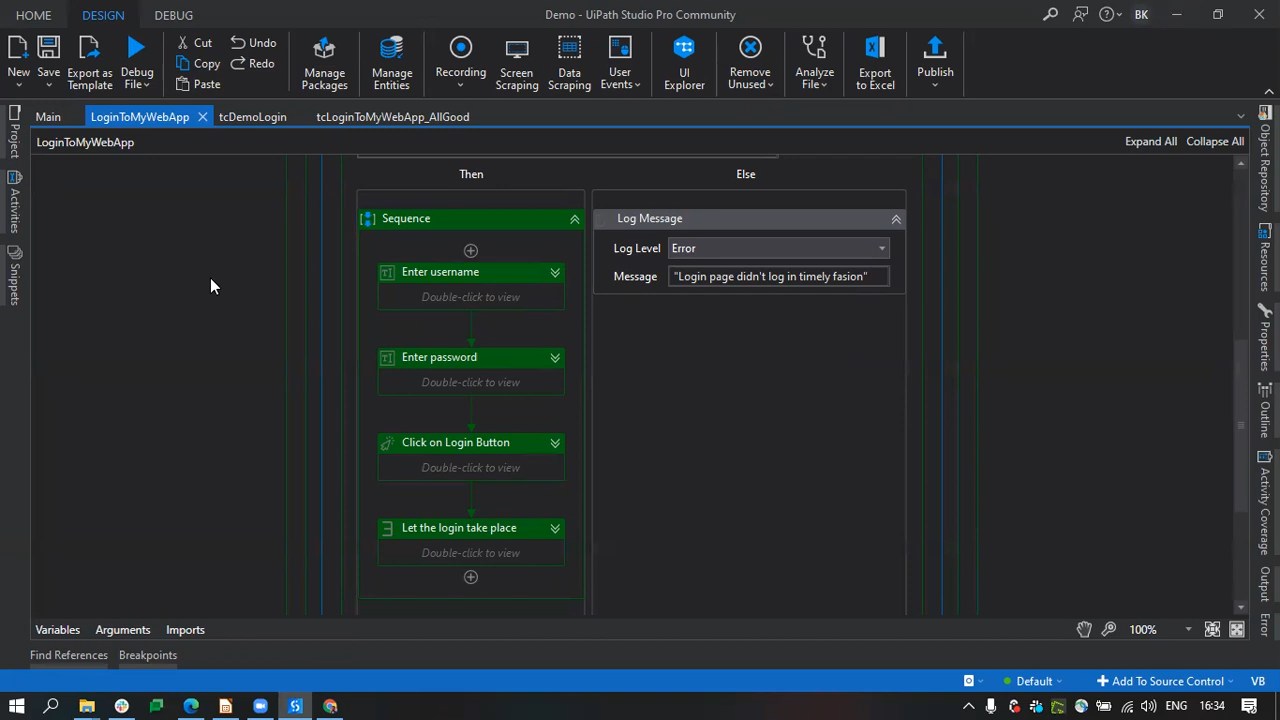 HOME
DESIGN
DEBUG
Demo - UiPath Studio Pro Community
BK
New
Save
Export as Template
Debug File
Cut
Copy
Paste
Undo
Redo
Manage Packages
Manage Entities
Recording
Screen Scraping
Data Scraping
User Events
UI Explorer
Remove Unused
Analyze File
Export to Excel
Publish
Main
LoginToMyWebApp
tcDemoLogin
tcLoginToMyWebApp_AllGood
LoginToMyWebApp
Expand All
Collapse All
Project
Activities
Snippets
Then
Else
Sequence
Enter username
Double-click to view
Enter password
Double-click to view
Click on Login Button
Double-click to view
Let the login take place
Double-click to view
Log Message
Log Level
Error
Message
"Login page didn't log in timely fasion"
Object Repository
Resources
Properties
Outline
Activity Coverage
Output
Error
Variables
Arguments
Imports
100%
Find References
Breakpoints
Default
Add To Source Control
VB
ENG
16:34